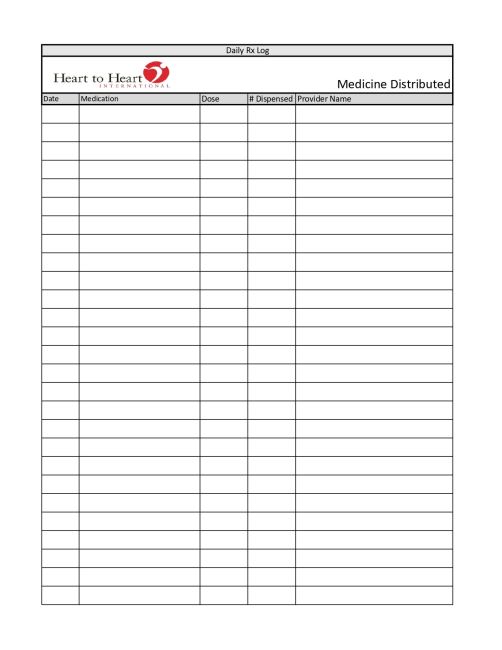 Daily Rx Log
Heart to Heart
INTERNATIONAL
Medicine Distributed
Date Medication Dose # Dispensed Provider Name